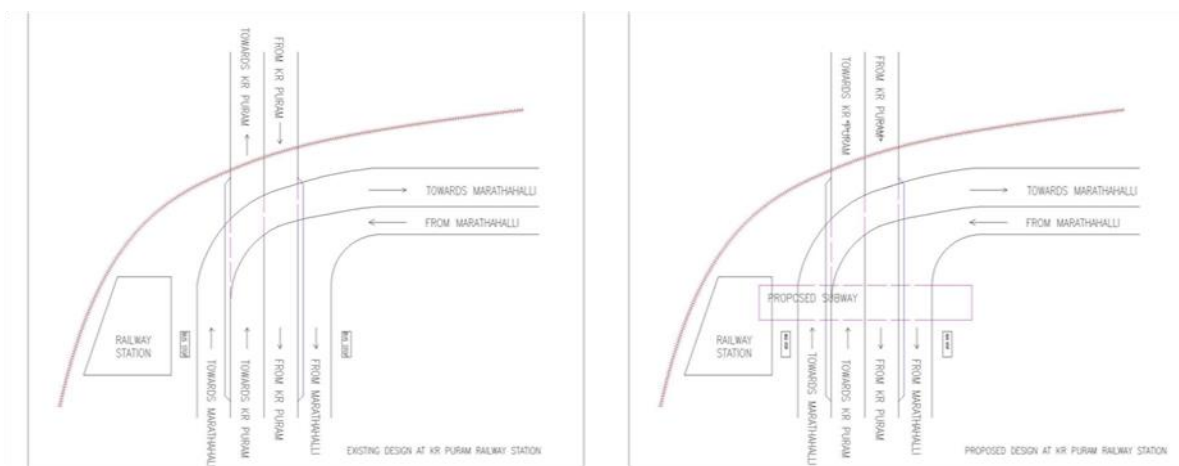 TOWARDS KR PURAM
FROM KR PURAM
TOWARDS MARATHAHALLI
FROM MARATHAHALLI
RAILWAY
STATION
TOWARDS MARATHAHALLI
TOWARDS KR PURAM
FROM KR PURAM
FROM MARATHAHALLI
EXISTING DESIGN AT KR PURAM RAILWAY STATION
TOWARDS KR PURAM
FROM KR PURAM
TOWARDS MARATHAHALLI
FROM MARATHAHALLI
PROPOSED SUBWAY
RAILWAY
STATION
TOWARDS MARATHAHALLI
TOWARDS KR PURAM
FROM KR PURAM
FROM MARATHAHALLI
PROPOSED DESIGN AT KR PURAM RAILWAY STATION